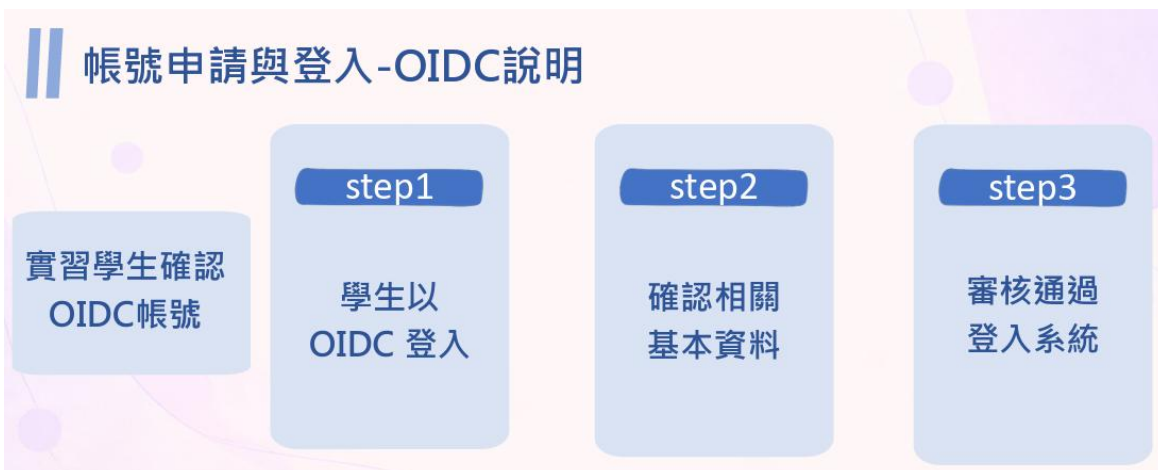 帳號申請與登入-OIDC說明
實習學生確認
OIDC帳號
step1
學生以
OIDC 登入
step2
確認相關
基本資料
step3
審核通過
登入系統